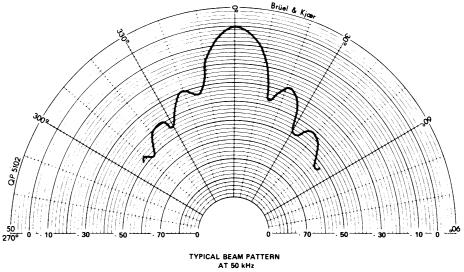 0
Brüel & Kjær
330°
30°
300°
60°
QP 5102
50 · 10 · 30 · 50 · 70 0 0 · 70 · 50 · 30 · 10 0
270° 90
TYPICAL BEAM PATTERN
AT 50 kHz